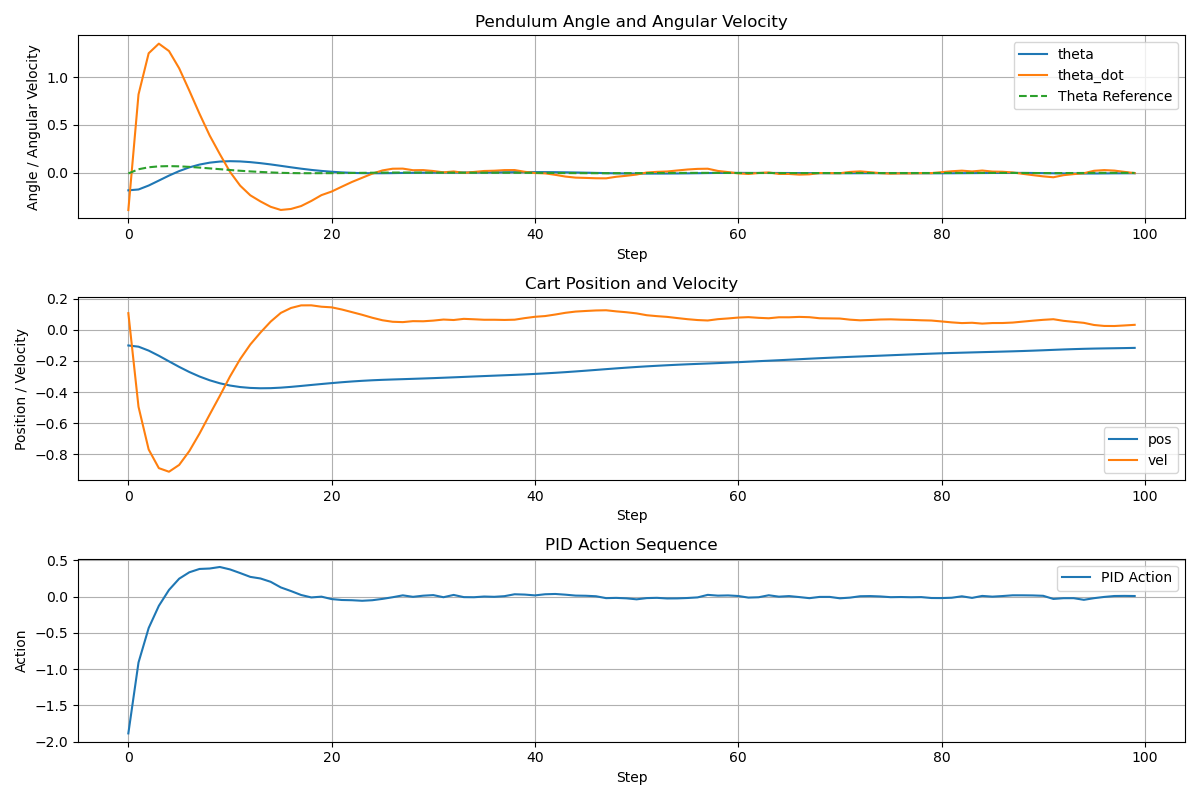 Pendulum Angle and Angular Velocity
Angle / Angular Velocity
1.0
0.5
0.0
theta
theta_dot
Theta Reference
0 20 40 60 80 100
Step
Cart Position and Velocity
Position / Velocity
0.2
0.0
−0.2
−0.4
−0.6
−0.8
pos
vel
0 20 40 60 80 100
Step
PID Action Sequence
Action
0.5
0.0
−0.5
−1.0
−1.5
−2.0
PID Action
0 20 40 60 80 100
Step